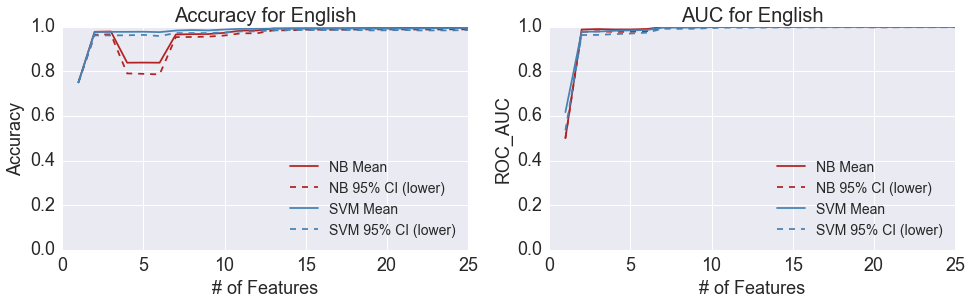 Accuracy for English
1.0
0.8
0.6
0.4
0.2
0.0
Accuracy
NB Mean
NB 95% CI (lower)
SVM Mean
SVM 95% CI (lower)
0 5 10 15 20 25
# of Features
AUC for English
1.0
0.8
0.6
0.4
0.2
0.0
ROC_AUC
NB Mean
NB 95% CI (lower)
SVM Mean
SVM 95% CI (lower)
0 5 10 15 20 25
# of Features